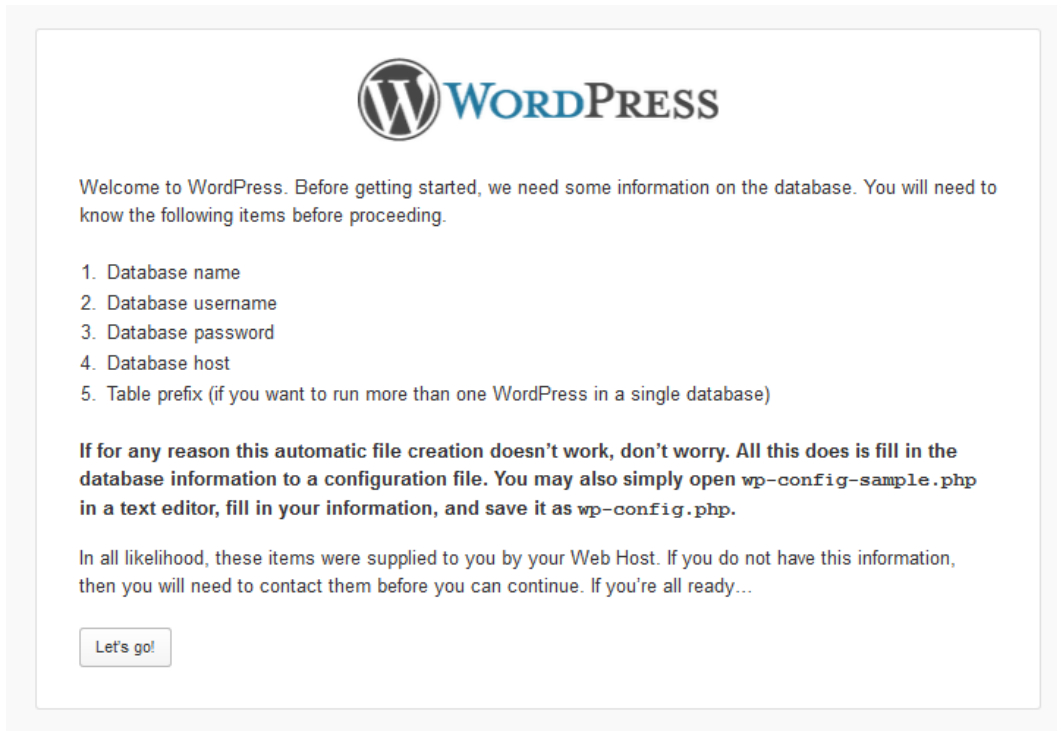 WORDPRESS
Welcome to WordPress. Before getting started, we need some information on the database. You will need to
know the following items before proceeding.
1. Database name
2. Database username
3. Database password
4. Database host
5. Table prefix (if you want to run more than one WordPress in a single database)
If for any reason this automatic file creation doesn’t work, don’t worry. All this does is fill in the
database information to a configuration file. You may also simply open wp-config-sample.php
in a text editor, fill in your information, and save it as wp-config.php.
In all likelihood, these items were supplied to you by your Web Host. If you do not have this information,
then you will need to contact them before you can continue. If you’re all ready…
Let's go!